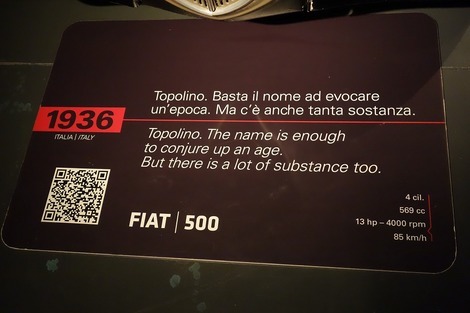 Topolino. Basta il nome ad evocare
un'epoca. Ma c'è anche tanta sostanza.
1936
ITALIA | ITALY
Topolino. The name is enough
to conjure up an age.
But there is a lot of substance too.
FIAT | 500
4 cil.
569 cc
13 hp – 4000 rpm
85 km/h